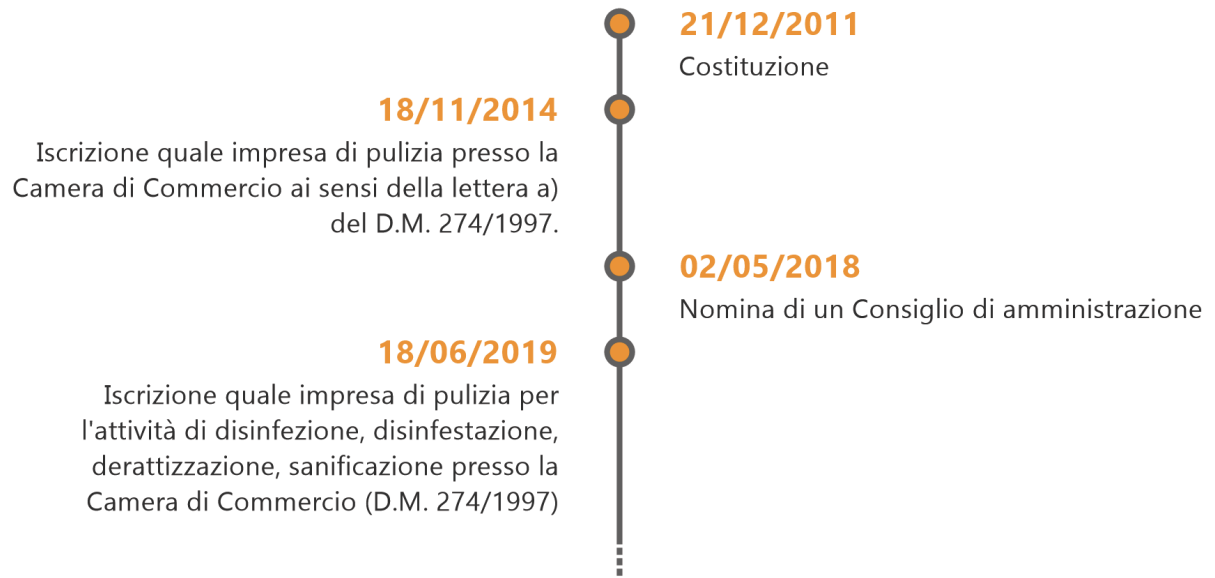 21/12/2011
Costituzione
18/11/2014
Iscrizione quale impresa di pulizia presso la
Camera di Commercio ai sensi della lettera a)
del D.M. 274/1997.
02/05/2018
Nomina di un Consiglio di amministrazione
18/06/2019
Iscrizione quale impresa di pulizia per
l'attività di disinfezione, disinfestazione,
derattizzazione, sanificazione presso la
Camera di Commercio (D.M. 274/1997)